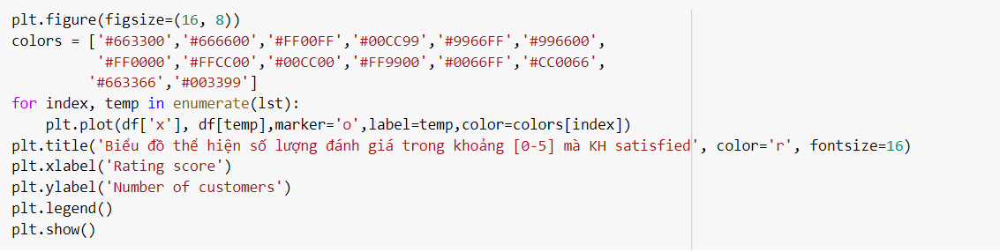 plt.figure(figsize=(16, 8))
colors = ['#663300','#666600','#FF00FF','#00CC99','#9966FF','#996600',
          '#FF0000','#FFCC00','#00CC00','#FF9900','#0066FF','#CC0066',
         '#663366','#003399']
for index, temp in enumerate(lst):
    plt.plot(df['x'], df[temp],marker='o',label=temp,color=colors[index])
plt.title('Biểu đồ thể hiện số lượng đánh giá trong khoảng [0-5] mà KH satisfied', color='r', fontsize=16)
plt.xlabel('Rating score')
plt.ylabel('Number of customers')
plt.legend()
plt.show()